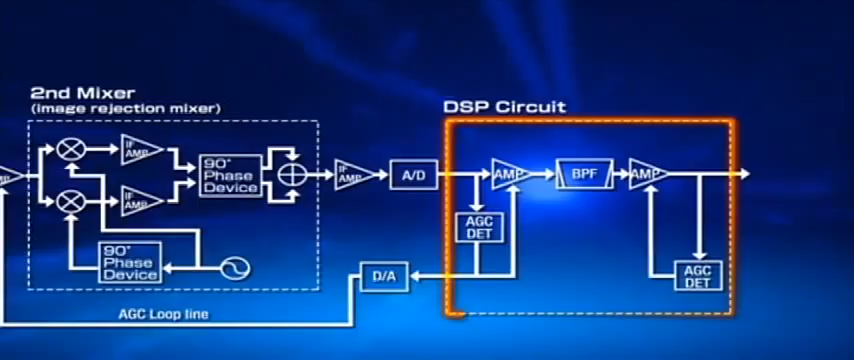 2nd Mixer
(image rejection mixer)
DSP Circuit
IF
AMP
90°
Phase
Device
IF
AMP
IF
AMP
A/D
AMP
BPF
AMP
AGC
DET
90°
Phase
Device
D/A
AGC
DET
AGC Loop line